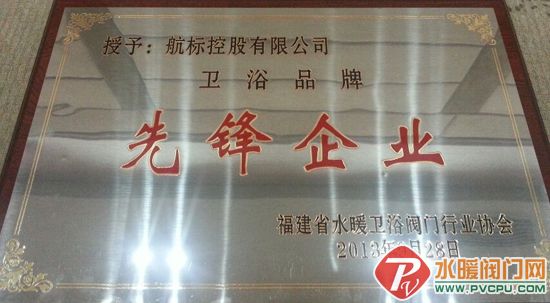 授予：航标控股有限公司
卫浴品牌
先锋企业
福建省水暖卫浴阀门行业协会
2013年 月28日
PV 水暖阀门网
WWW.PVCPU.COM